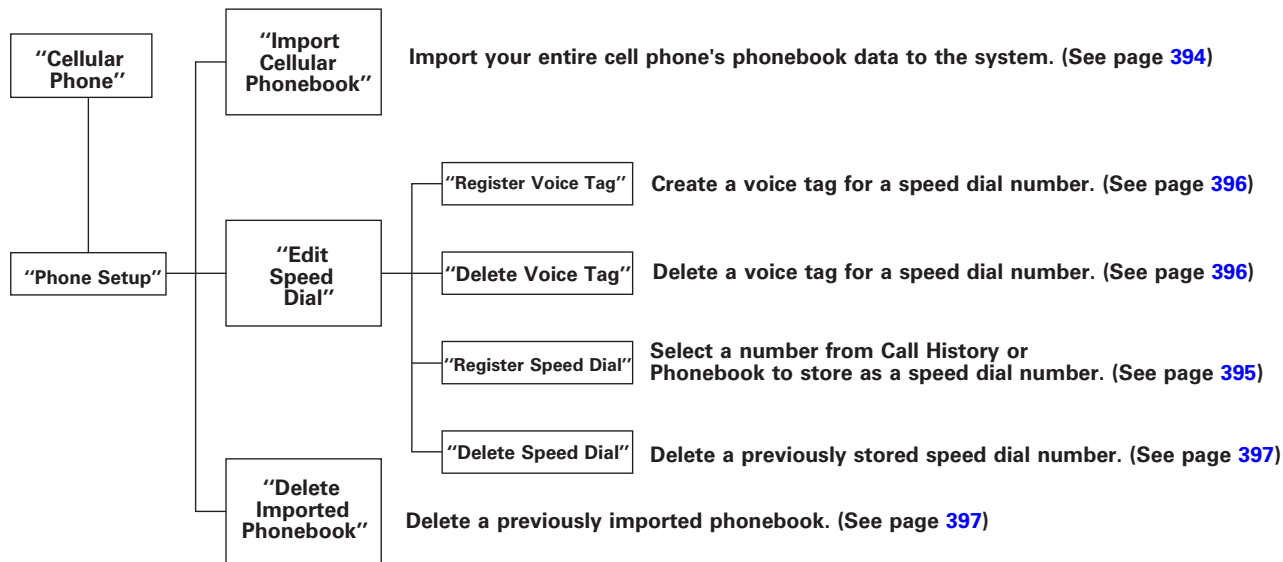 “Cellular
Phone”
“Import
Cellular
Phonebook”
Import your entire cell phone's phonebook data to the system. (See page 394)
“Phone Setup”
“Edit
Speed
Dial”
“Register Voice Tag”
Create a voice tag for a speed dial number. (See page 396)
“Delete Voice Tag”
Delete a voice tag for a speed dial number. (See page 396)
“Register Speed Dial”
Select a number from Call History or
Phonebook to store as a speed dial number. (See page 395)
“Delete Speed Dial”
Delete a previously stored speed dial number. (See page 397)
“Delete
Imported
Phonebook”
Delete a previously imported phonebook. (See page 397)